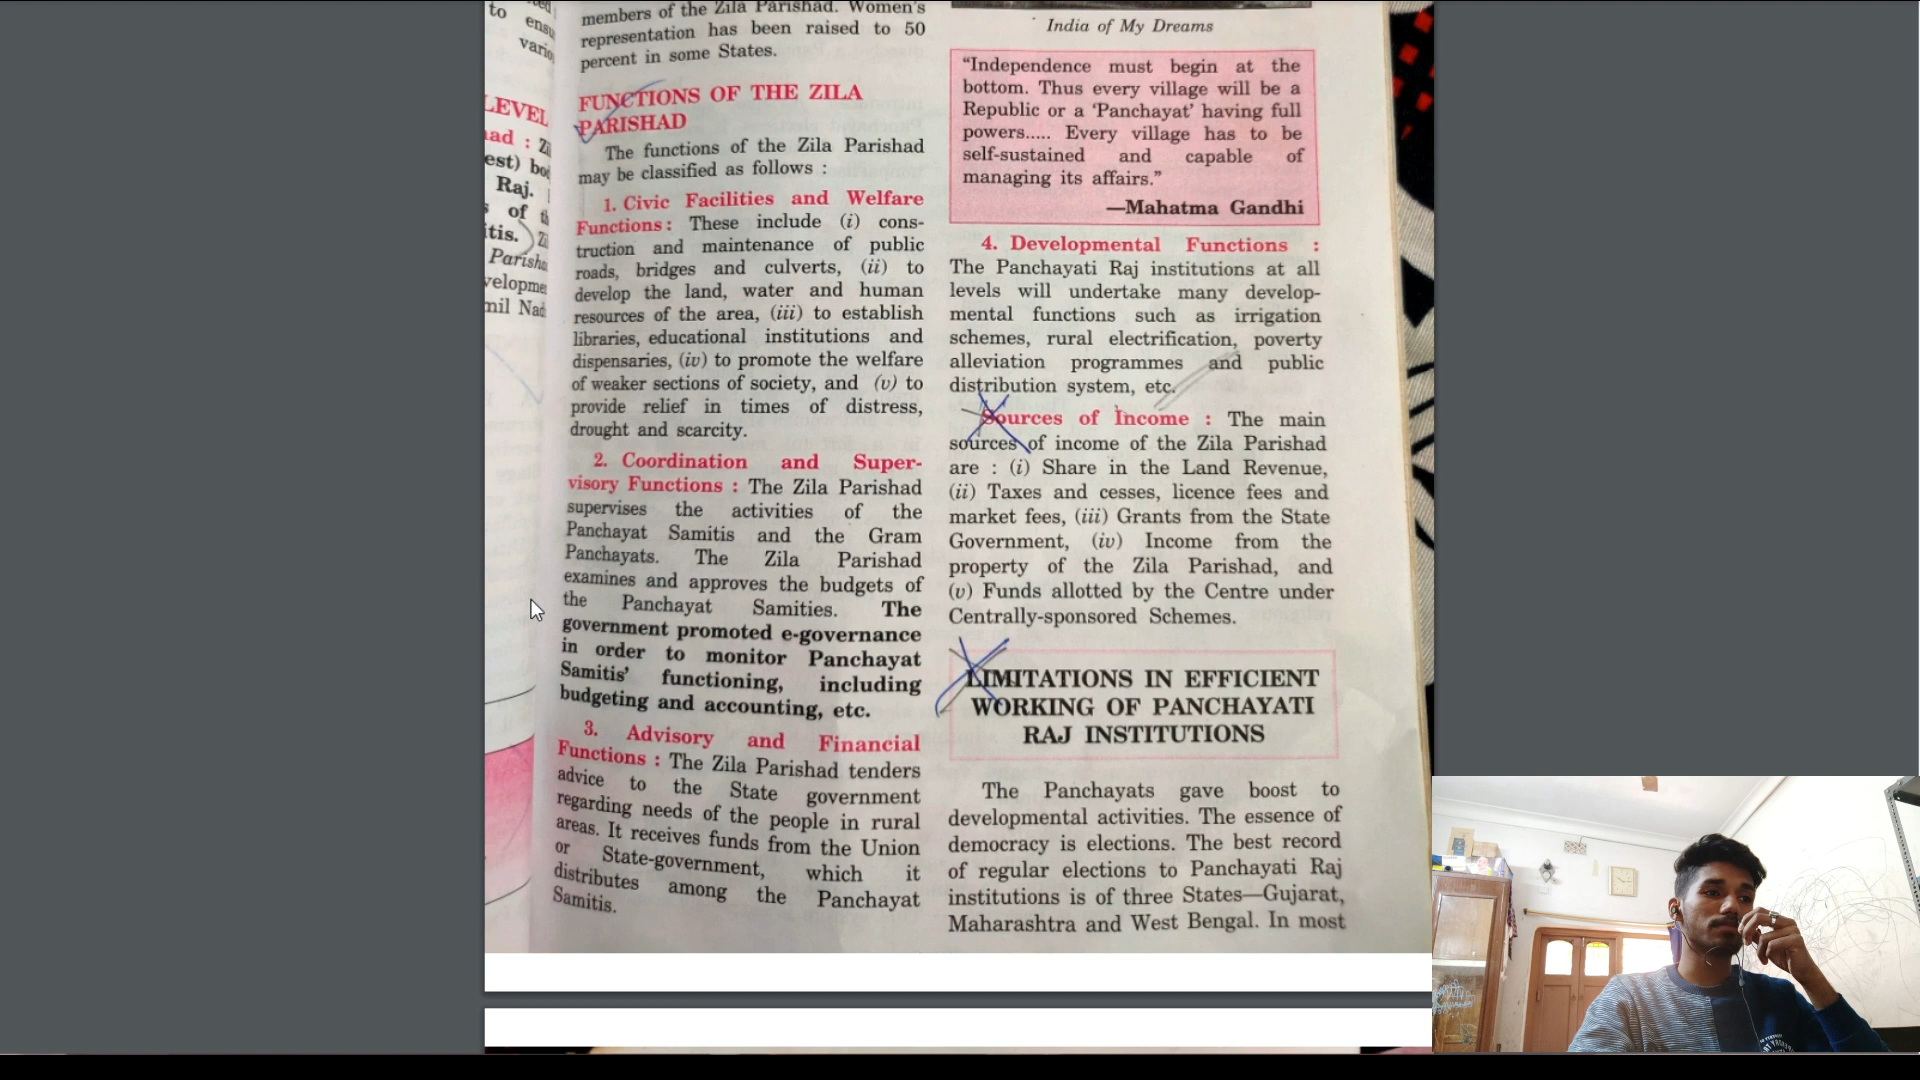 to
ensu
vario
LEVEL
had : Zi
est) bo
Raj.
of th
itis. Zi
Parisha
velopme
mil Nad
members of the Zila Parishad. Women's
representation has been raised to 50
percent in some States.
FUNCTIONS OF THE ZILA
PARISHAD
The functions of the Zila Parishad
may be classified as follows :
1. Civic Facilities and Welfare
Functions: These include (i) cons-
truction and maintenance of public
roads, bridges and culverts, (ii) to
develop the land, water and human
resources of the area, (iii) to establish
libraries, educational institutions and
dispensaries, (iv) to promote the welfare
of weaker sections of society, and (v) to
provide relief in times of distress,
drought and scarcity.
2. Coordination and Super-
visory Functions : The Zila Parishad
supervises the activities of the
Panchayat Samitis and the Gram
Panchayats. The Zila Parishad
examines and approves the budgets of
the Panchayat Samities. The
government promoted e-governance
in order to monitor Panchayat
Samitis' functioning, including
budgeting and accounting, etc.
3. Advisory and Financial
Functions : The Zila Parishad tenders
advice to the State government
regarding needs of the people in rural
areas. It receives funds from the Union
or State-government, which it
distributes among the Panchayat
Samitis.
India of My Dreams
“Independence must begin at the
bottom. Thus every village will be a
Republic or a ‘Panchayat’ having full
powers..... Every village has to be
self-sustained and capable of
managing its affairs.”
—Mahatma Gandhi
4. Developmental Functions :
The Panchayati Raj institutions at all
levels will undertake many develop-
mental functions such as irrigation
schemes, rural electrification, poverty
alleviation programmes and public
distribution system, etc.
Sources of Income : The main
sources of income of the Zila Parishad
are : (i) Share in the Land Revenue,
(ii) Taxes and cesses, licence fees and
market fees, (iii) Grants from the State
Government, (iv) Income from the
property of the Zila Parishad, and
(v) Funds allotted by the Centre under
Centrally-sponsored Schemes.
LIMITATIONS IN EFFICIENT
WORKING OF PANCHAYATI
RAJ INSTITUTIONS
The Panchayats gave boost to
developmental activities. The essence of
democracy is elections. The best record
of regular elections to Panchayati Raj
institutions is of three States—Gujarat,
Maharashtra and West Bengal. In most